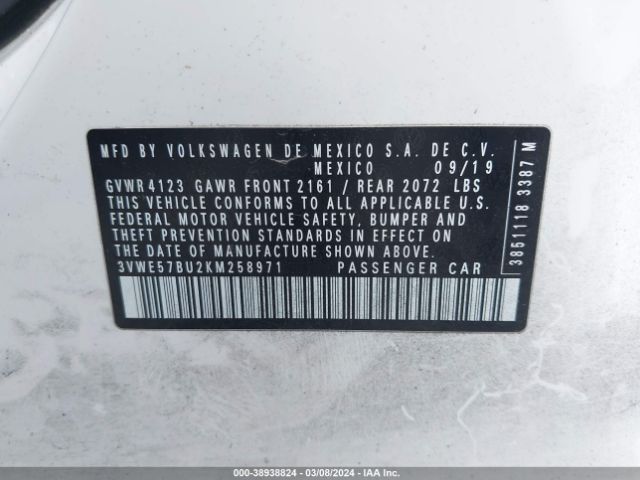 MFD BY VOLKSWAGEN DE MEXICO S.A. DE C.V.
MEXICO 09/19
GVWR 4123 GAWR FRONT 2161 / REAR 2072 LBS
THIS VEHICLE CONFORMS TO ALL APPLICABLE U.S.
FEDERAL MOTOR VEHICLE SAFETY, BUMPER AND
THEFT PREVENTION STANDARDS IN EFFECT ON
THE DATE OF MANUFACTURE SHOWN ABOVE
3VWE57BU2KM258971 PASSENGER CAR
3851118 3387 M
000-38938824 | 03/08/2024 - IAA Inc.